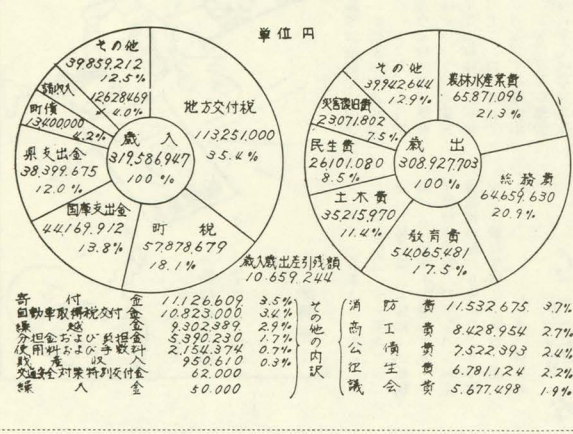 単位円
その他
39,859,212
12.5%
諸収入
12628469
4.0%
町債
13400000
4.2%
県支出金
38,399,675
12.0%
国庫支出金
44,169,912
13.8%
町税
57,878,679
18.1%
地方交付税
113,251,000
35.4%
歳入
319,586,947
100%
その他
39,942,644
12.9%
災害復旧費
23,071,802
7.5%
民生費
26101,080
8.5%
土木費
35,215,970
11.4%
教育費
54,065,481
17.5%
総務費
64,659,630
20.9%
農林水産業費
65,871,096
21.3%
歳出
308,927,703
100%
歳入歳出差引残額
10,659,244
寄付金 11,126,609 3.5%
自動車取得税交付金 10,823,000 3.4%
繰越金 9,302,389 2.9%
分担金および負担金 5,390,230 1.7%
使用料および手数料 2,154,374 0.7%
財産収入 950,610 0.3%
交通安全対策特別交付金 62,000
繰入金 50,000
その他の内訳
消防費 11,532,675 3.7%
商工費 8,428,954 2.7%
公債費 7,522,393 2.4%
衛生費 6,781,124 2.2%
議会費 5,677,498 1.9%